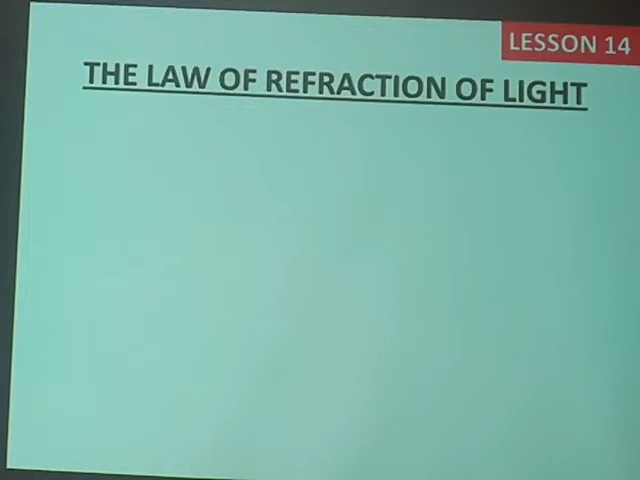 LESSON 14
THE LAW OF REFRACTION OF LIGHT